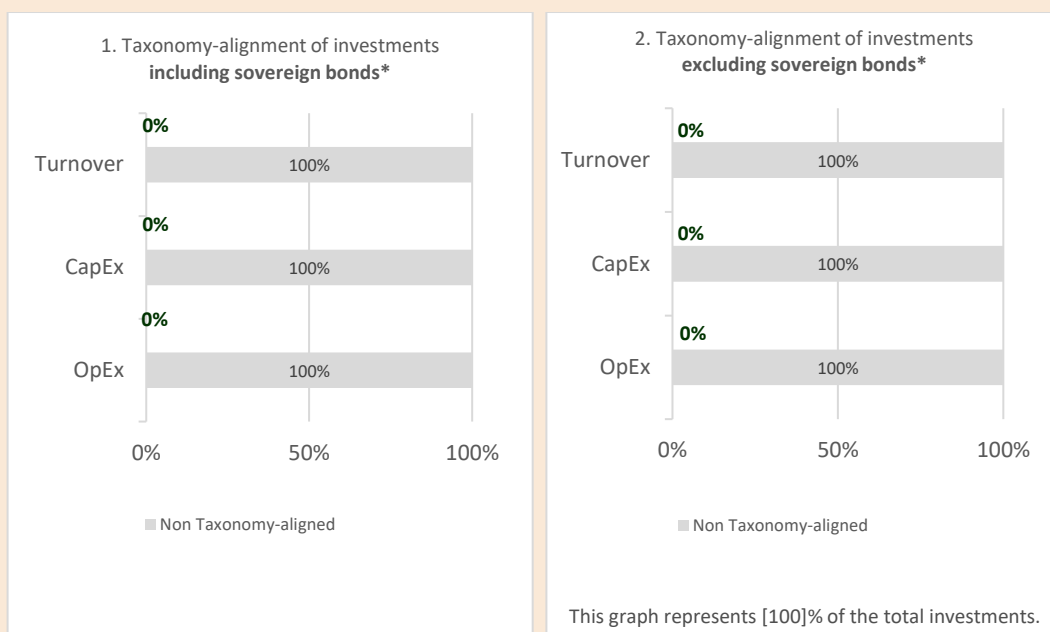 1. Taxonomy-alignment of investments
including sovereign bonds*
0%
Turnover
100%
0%
CapEx
100%
0%
OpEx
100%
0%
50%
100%
Non Taxonomy-aligned
2. Taxonomy-alignment of investments
excluding sovereign bonds*
0%
Turnover
100%
0%
CapEx
100%
0%
OpEx
100%
0%
50%
100%
Non Taxonomy-aligned
This graph represents [100]% of the total investments.